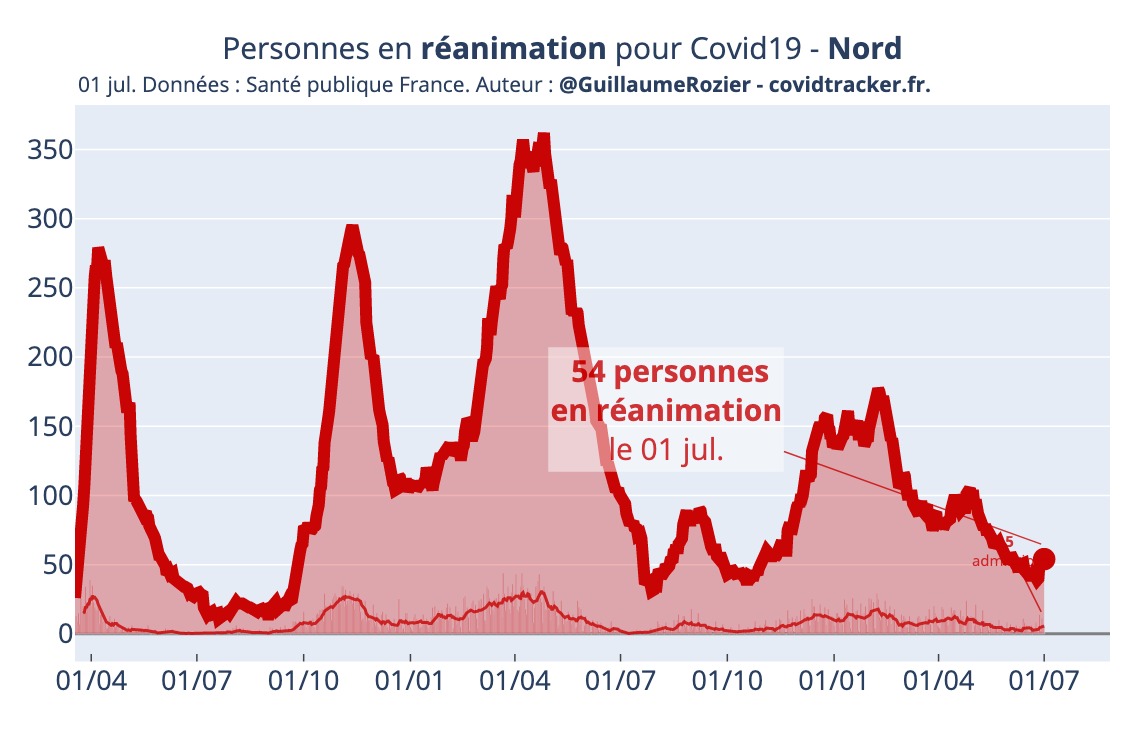 Personnes en réanimation pour Covid19 - Nord
01 jul. Données : Santé publique France. Auteur : @GuillaumeRozier - covidtracker.fr.
350
300
250
200
150
100
50
0
54 personnes
en réanimation
le 01 jul.
5
01/04 01/07 01/10 01/01 01/04 01/07 01/10 01/01 01/04 01/07